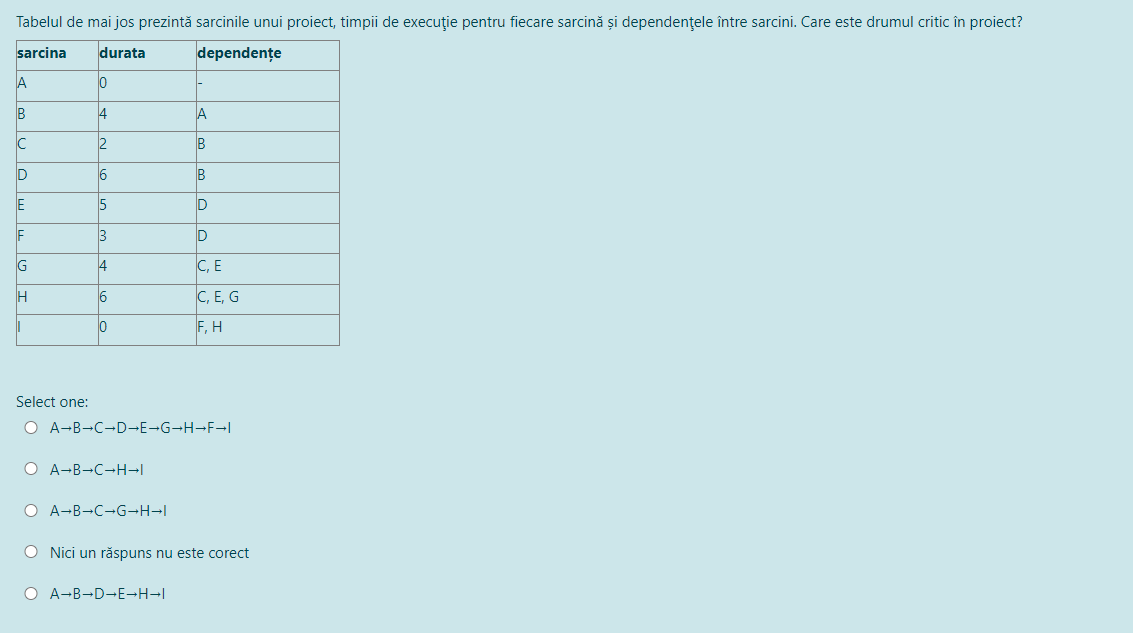 Tabelul de mai jos prezintă sarcinile unui proiect, timpii de execuţie pentru fiecare sarcină și dependenţele între sarcini. Care este drumul critic în proiect?
sarcina durata dependențe
A 0 -
B 4 A
C 2 B
D 6 B
E 5 D
F 3 D
G 4 C, E
H 6 C, E, G
I 0 F, H
Select one:
A→B→C→D→E→G→H→F→I
A→B→C→H→I
A→B→C→G→H→I
Nici un răspuns nu este corect
A→B→D→E→H→I